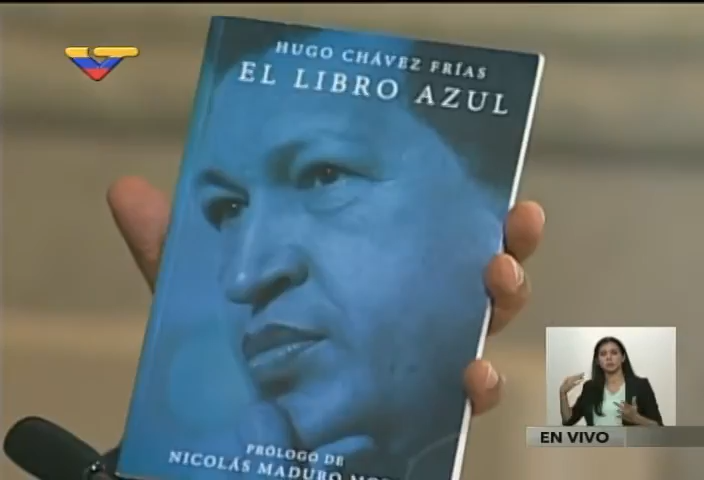 HUGO CHÁVEZ FRÍAS
EL LIBRO AZUL
PRÓLOGO DE
NICOLÁS MADURO
EN VIVO